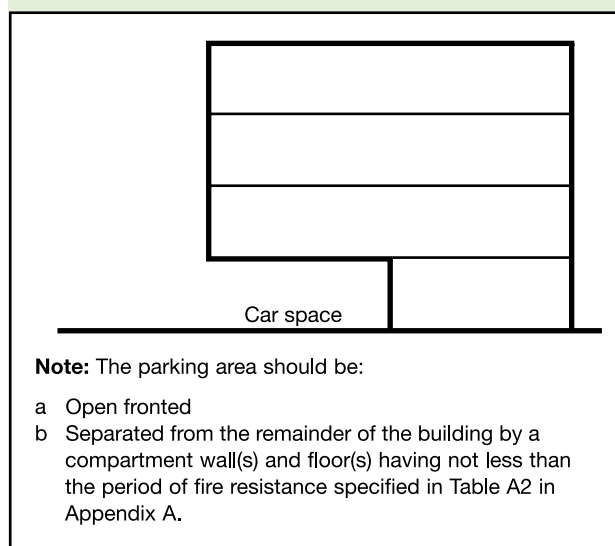 Car space
Note: The parking area should be:
a Open fronted
b Separated from the remainder of the building by a
compartment wall(s) and floor(s) having not less than
the period of fire resistance specified in Table A2 in
Appendix A.